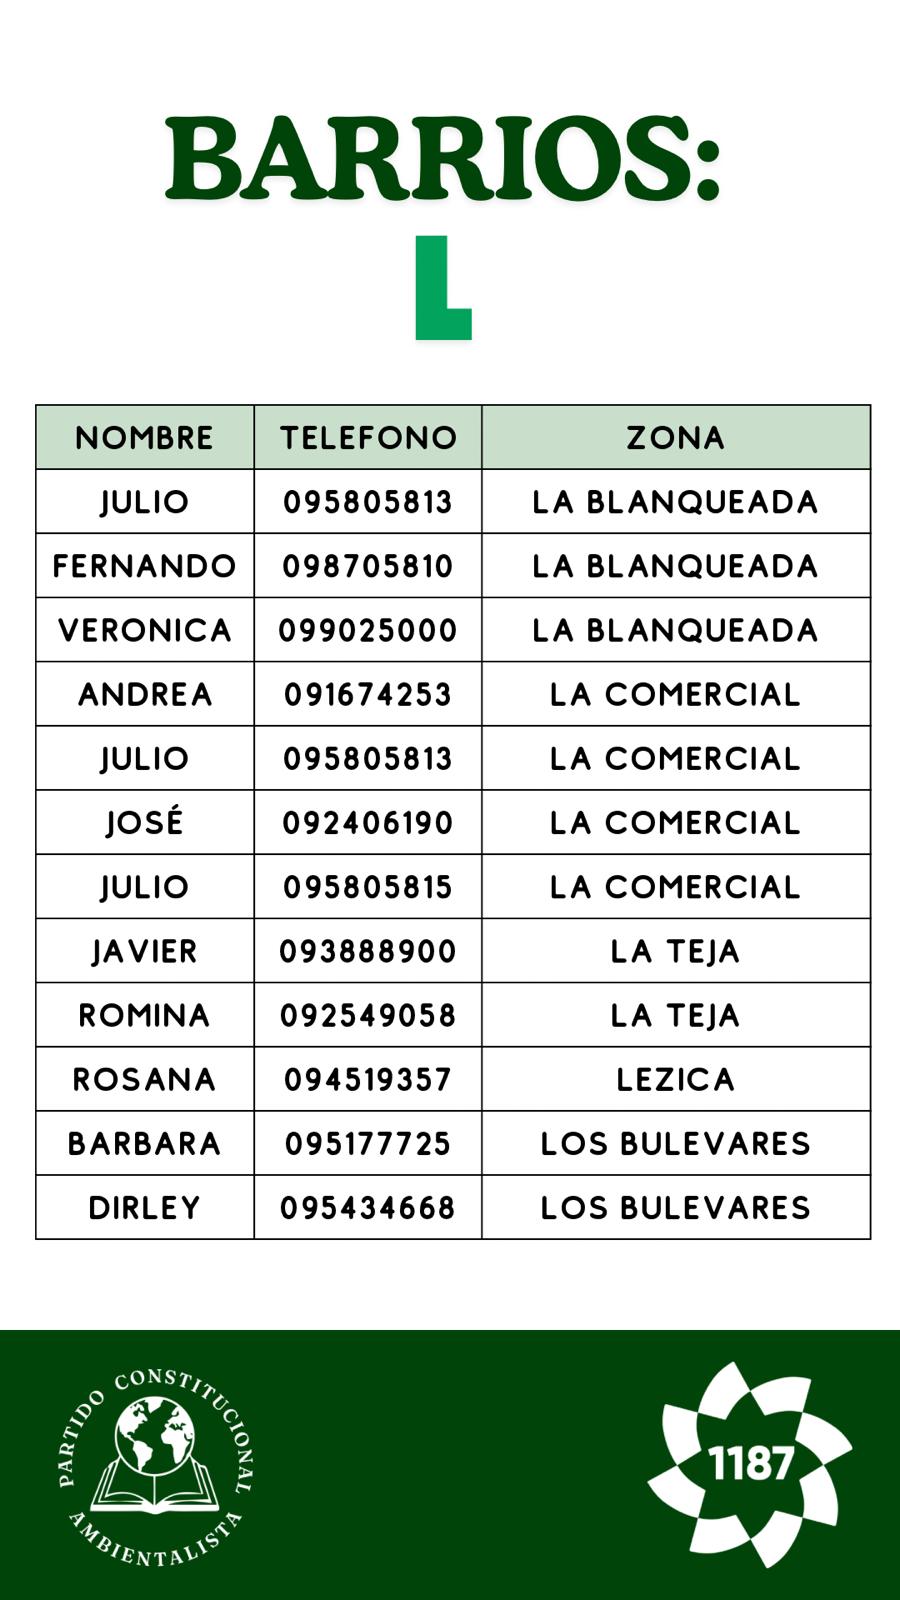 BARRIOS:
L
NOMBRE TELEFONO ZONA
JULIO 095805813 LA BLANQUEADA
FERNANDO 098705810 LA BLANQUEADA
VERONICA 099025000 LA BLANQUEADA
ANDREA 091674253 LA COMERCIAL
JULIO 095805813 LA COMERCIAL
JOSÉ 092406190 LA COMERCIAL
JULIO 095805815 LA COMERCIAL
JAVIER 093888900 LA TEJA
ROMINA 092549058 LA TEJA
ROSANA 094519357 LEZICA
BARBARA 095177725 LOS BULEVARES
DIRLEY 095434668 LOS BULEVARES
PARTIDO CONSTITUCIONAL
AMBIENTALISTA
1187